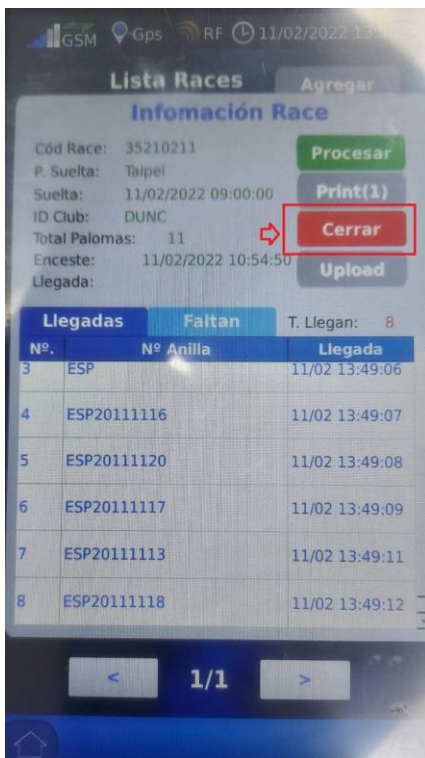 GSM Gps RF 11/02/2022 13:
Lista Races Agregar
Infomación Race
Cód Race: 35210211
Procesar
P. Suelta: Taipei
Suelta: 11/02/2022 09:00:00
Print(1)
ID Club: DUNC
Total Palomas: 11
Cerrar
Enceste: 11/02/2022 10:54:50
Llegada:
Upload
Llegadas Faltan T. Llegan: 8
Nº. Nº Anilla Llegada
3 ESP 11/02 13:49:06
4 ESP20111116 11/02 13:49:07
5 ESP20111120 11/02 13:49:08
6 ESP20111117 11/02 13:49:09
7 ESP20111113 11/02 13:49:11
8 ESP20111118 11/02 13:49:12
< 1/1 >